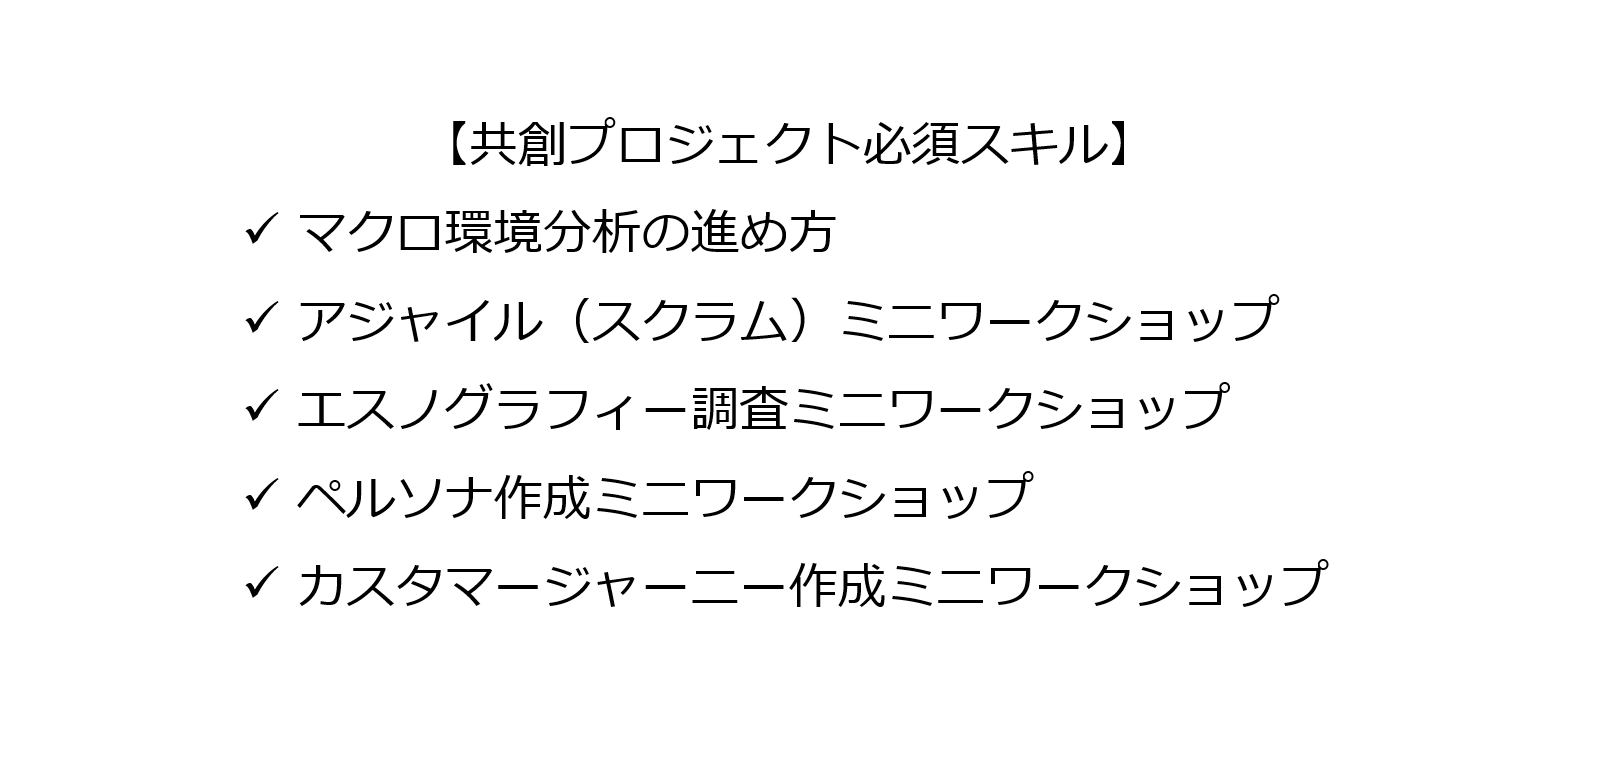 【共創プロジェクト必須スキル】
✓ マクロ環境分析の進め方
✓ アジャイル（スクラム）ミニワークショップ
✓ エスノグラフィー調査ミニワークショップ
✓ ペルソナ作成ミニワークショップ
✓ カスタマージャーニー作成ミニワークショップ